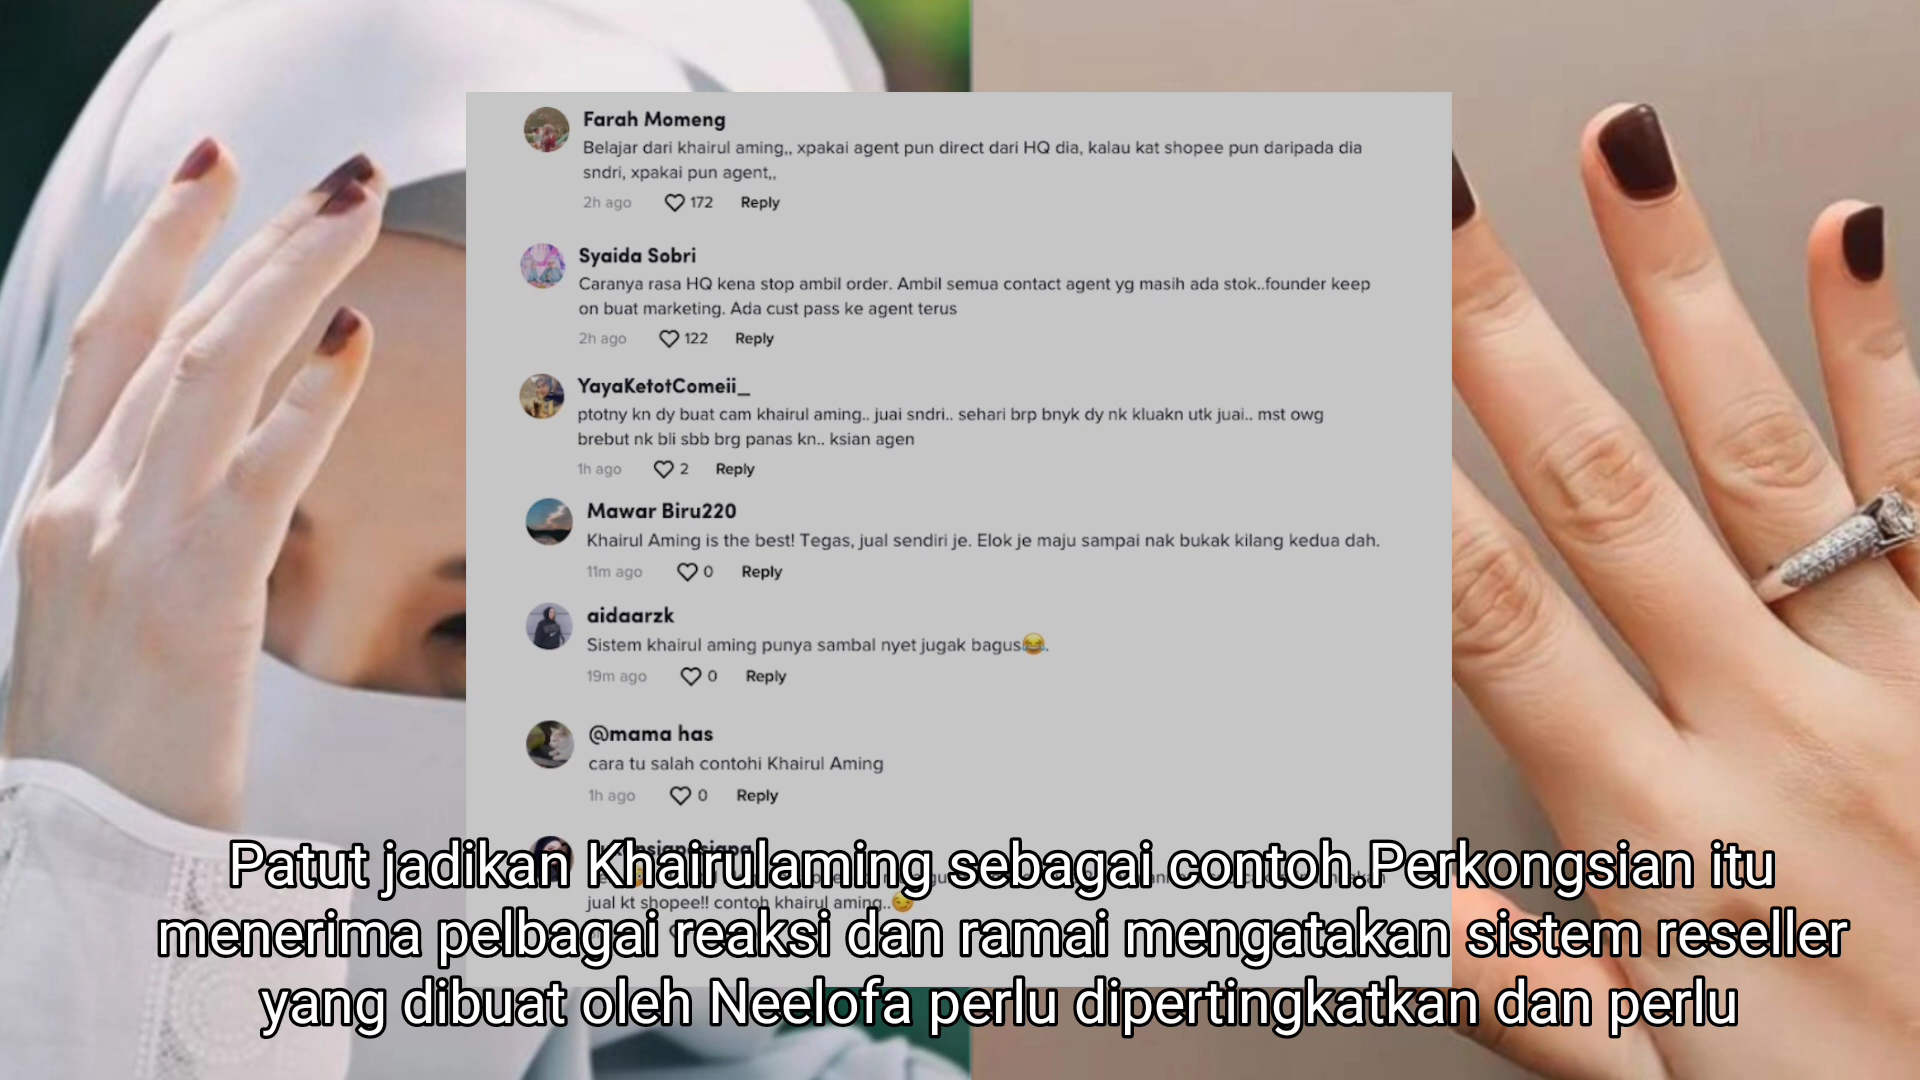 Farah Momeng
Belajar dari khairul aming,, xpakai agent pun direct dari HQ dia, kalau kat shopee pun daripada dia
sndri, xpakai pun agent,,
2h ago 172 Reply
Syaida Sobri
Caranya rasa HQ kena stop ambil order. Ambil semua contact agent yg masih ada stok..founder keep
on buat marketing. Ada cust pass ke agent terus
2h ago 122 Reply
YayaKetotComeii_
ptotny kn dy buat cam khairul aming.. juai sndri.. sehari brp bnyk dy nk kluakn utk juai.. mst owg
brebut nk bli sbb brg panas kn.. ksian agen
1h ago 2 Reply
Mawar Biru220
Khairul Aming is the best! Tegas, jual sendiri je. Elok je maju sampai nak bukak kilang kedua dah.
11m ago 0 Reply
aidaarzk
Sistem khairul aming punya sambal nyet jugak bagus😂.
19m ago 0 Reply
@mama has
cara tu salah contohi Khairul Aming
1h ago 0 Reply
jual kt shopee!! contoh khairul aming..😏
Patut jadikan Khairulaming sebagai contoh.Perkongsian itu
menerima pelbagai reaksi dan ramai mengatakan sistem reseller
yang dibuat oleh Neelofa perlu dipertingkatkan dan perlu